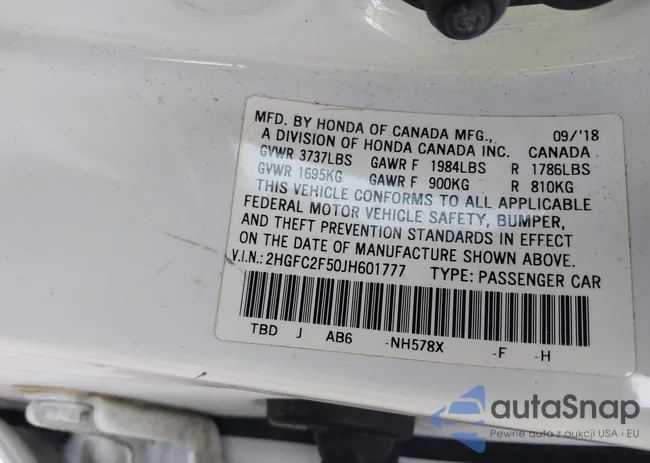 MFD. BY HONDA OF CANADA MFG., 09/'18
A DIVISION OF HONDA CANADA INC. CANADA
GVWR 3737LBS GAWR F 1984LBS R 1786LBS
GVWR 1695KG GAWR F 900KG R 810KG
THIS VEHICLE CONFORMS TO ALL APPLICABLE
FEDERAL MOTOR VEHICLE SAFETY, BUMPER,
AND THEFT PREVENTION STANDARDS IN EFFECT
ON THE DATE OF MANUFACTURE SHOWN ABOVE.
V.I.N.: 2HGFC2F50JH601777 TYPE: PASSENGER CAR
TBD J AB6 -NH578X -F -H
autaSnap
Pewne auta z aukcji USA i EU